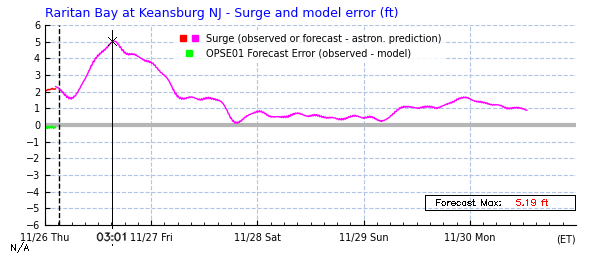 Raritan Bay at Keansburg NJ - Surge and model error (ft)
6
5
4
3
2
1
0
−1
−2
−3
−4
−5
−6
Surge (observed or forecast - astron. prediction)
OPSE01 Forecast Error (observed - model)
Forecast Max: 5.19 ft
11/26 Thu 03:01 11/27 Fri 11/28 Sat 11/29 Sun 11/30 Mon (ET)
N/A